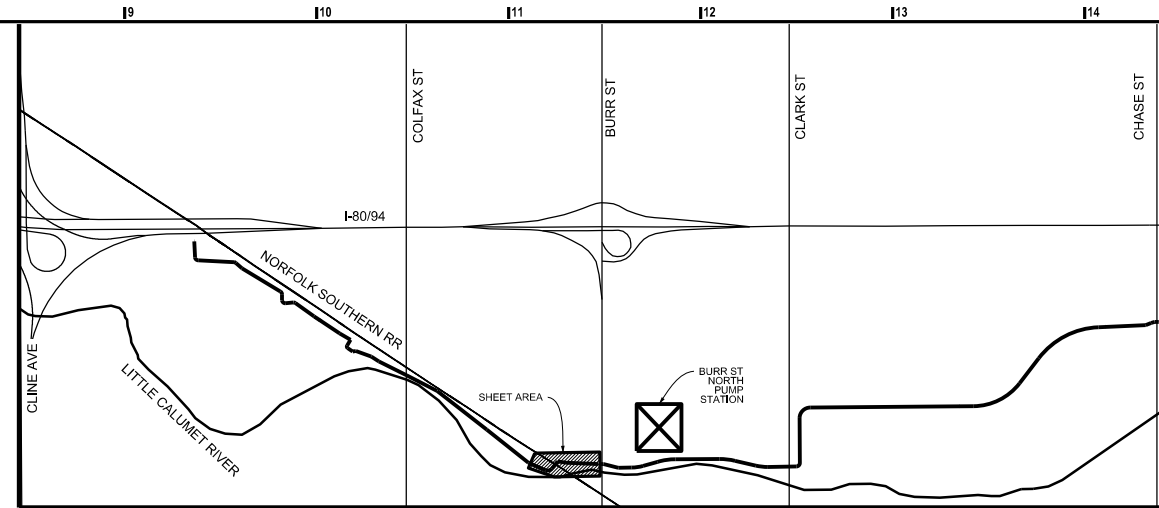 9
10
11
12
13
14
COLFAX ST
BURR ST
CLARK ST
CHASE ST
I-80/94
NORFOLK SOUTHERN RR
CLINE AVE
LITTLE CALUMET RIVER
SHEET AREA
BURR ST
NORTH
PUMP
STATION